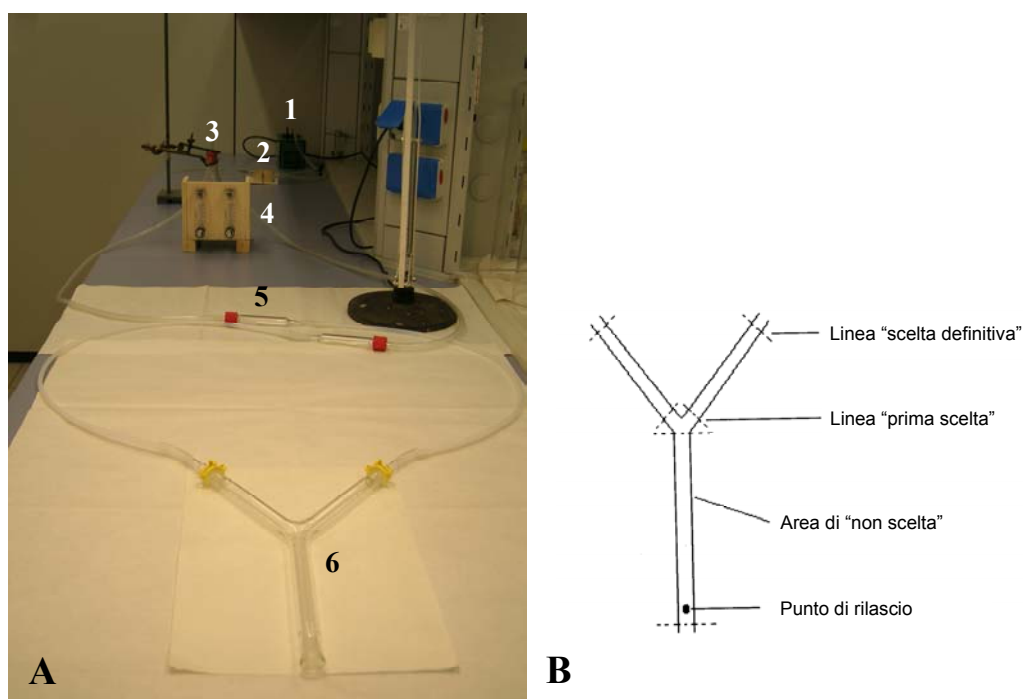 1
3
2
4
5
6
A
Linea “scelta definitiva”
Linea “prima scelta”
Area di “non scelta”
Punto di rilascio
B